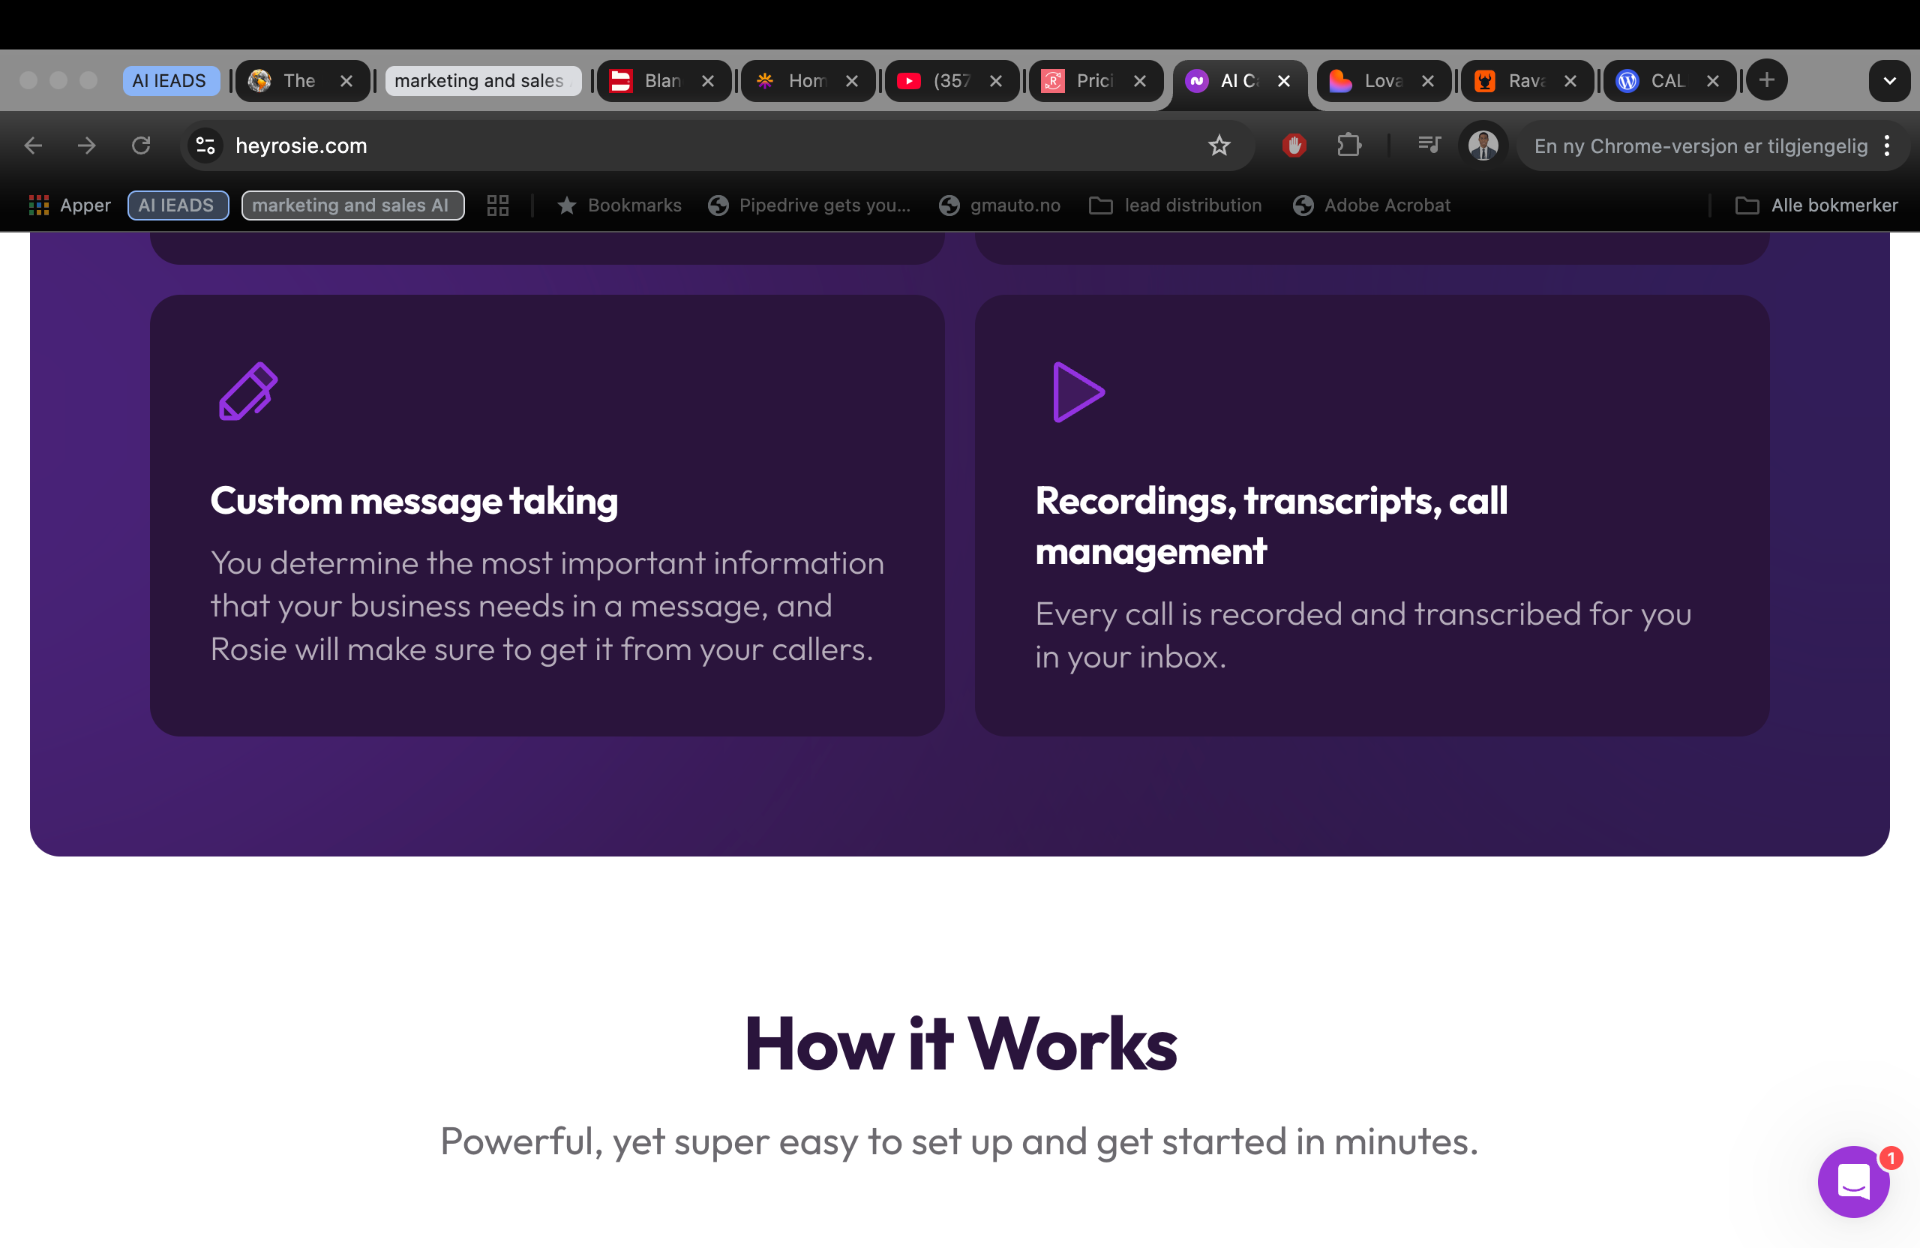 AI IEADS
The
marketing and sales
Blan
Hom
(357
Prici
AI C
Lova
Rava
CAL
heyrosie.com
En ny Chrome-versjon er tilgjengelig
Apper
AI IEADS
marketing and sales AI
Bookmarks
Pipedrive gets you...
gmauto.no
lead distribution
Adobe Acrobat
Alle bokmerker
Custom message taking
You determine the most important information
that your business needs in a message, and
Rosie will make sure to get it from your callers.
Recordings, transcripts, call
management
Every call is recorded and transcribed for you
in your inbox.
How it Works
Powerful, yet super easy to set up and get started in minutes.
1